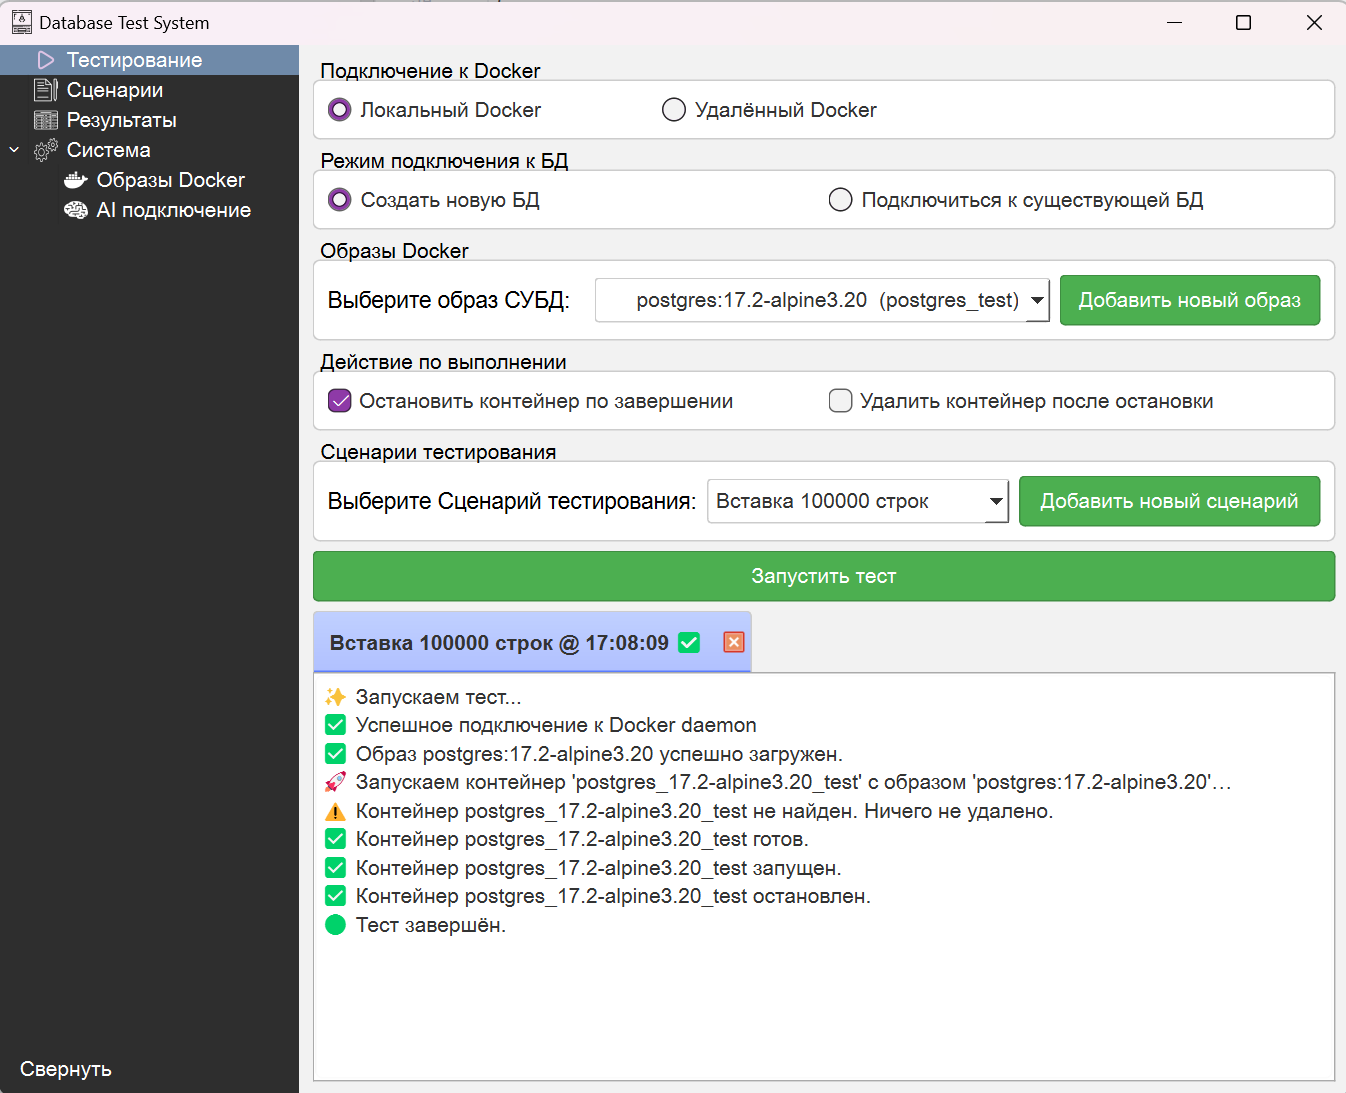 Database Test System
Тестирование
Сценарии
Результаты
Система
Образы Docker
AI подключение
Свернуть
Подключение к Docker
Локальный Docker
Удалённый Docker
Режим подключения к БД
Создать новую БД
Подключиться к существующей БД
Образы Docker
Выберите образ СУБД:
postgres:17.2-alpine3.20 (postgres_test)
Добавить новый образ
Действие по выполнении
Остановить контейнер по завершении
Удалить контейнер после остановки
Сценарии тестирования
Выберите Сценарий тестирования:
Вставка 100000 строк
Добавить новый сценарий
Запустить тест
Вставка 100000 строк @ 17:08:09 ✅
✨ Запускаем тест...
✅ Успешное подключение к Docker daemon
✅ Образ postgres:17.2-alpine3.20 успешно загружен.
🚀 Запускаем контейнер 'postgres_17.2-alpine3.20_test' с образом 'postgres:17.2-alpine3.20'...
⚠️ Контейнер postgres_17.2-alpine3.20_test не найден. Ничего не удалено.
✅ Контейнер postgres_17.2-alpine3.20_test готов.
✅ Контейнер postgres_17.2-alpine3.20_test запущен.
✅ Контейнер postgres_17.2-alpine3.20_test остановлен.
🟢 Тест завершён.